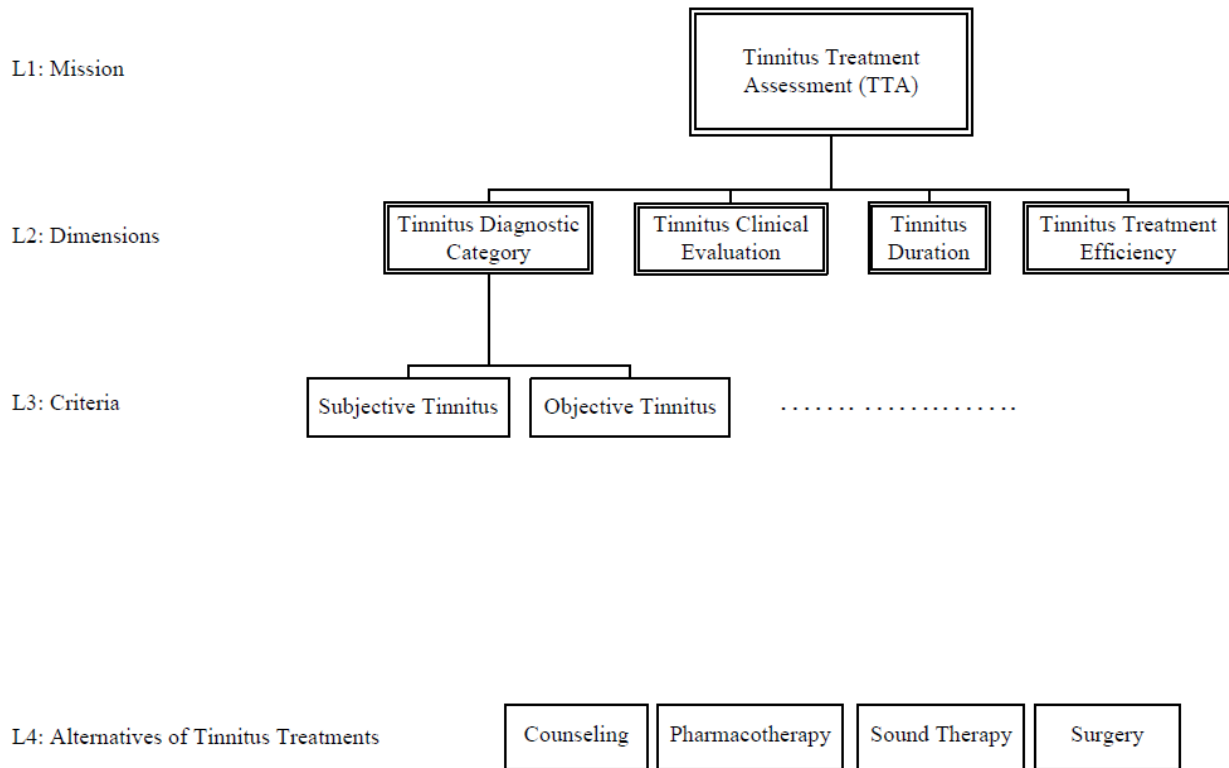 L1: Mission
Tinnitus Treatment
Assessment (TTA)
L2: Dimensions
Tinnitus Diagnostic
Category
Tinnitus Clinical
Evaluation
Tinnitus
Duration
Tinnitus Treatment
Efficiency
L3: Criteria
Subjective Tinnitus
Objective Tinnitus
……. ……………….
L4: Alternatives of Tinnitus Treatments
Counseling
Pharmacotherapy
Sound Therapy
Surgery